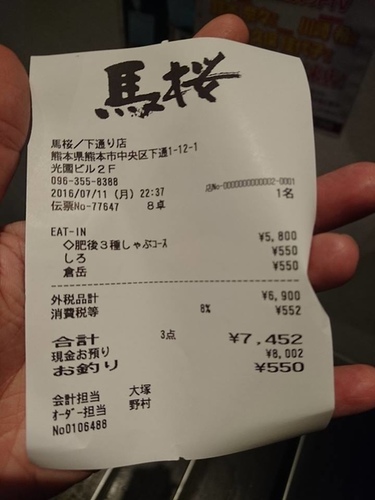 馬桜
馬桜/下通り店
熊本県熊本市中央区下通1-12-1
光園ビル2F
096-355-8388
2016/07/11 (月) 22:37 店No-0000000000002-0001
伝票No-77647 8卓 1名
EAT-IN
◇肥後3種しゃぶコース ¥5,800
しろ ¥550
倉岳 ¥550
外税品計 ¥6,900
消費税等 8% ¥552
合計 3点 ¥7,452
現金お預り ¥8,002
お釣り ¥550
会計担当 大塚
オーダー担当 野村
No0106488